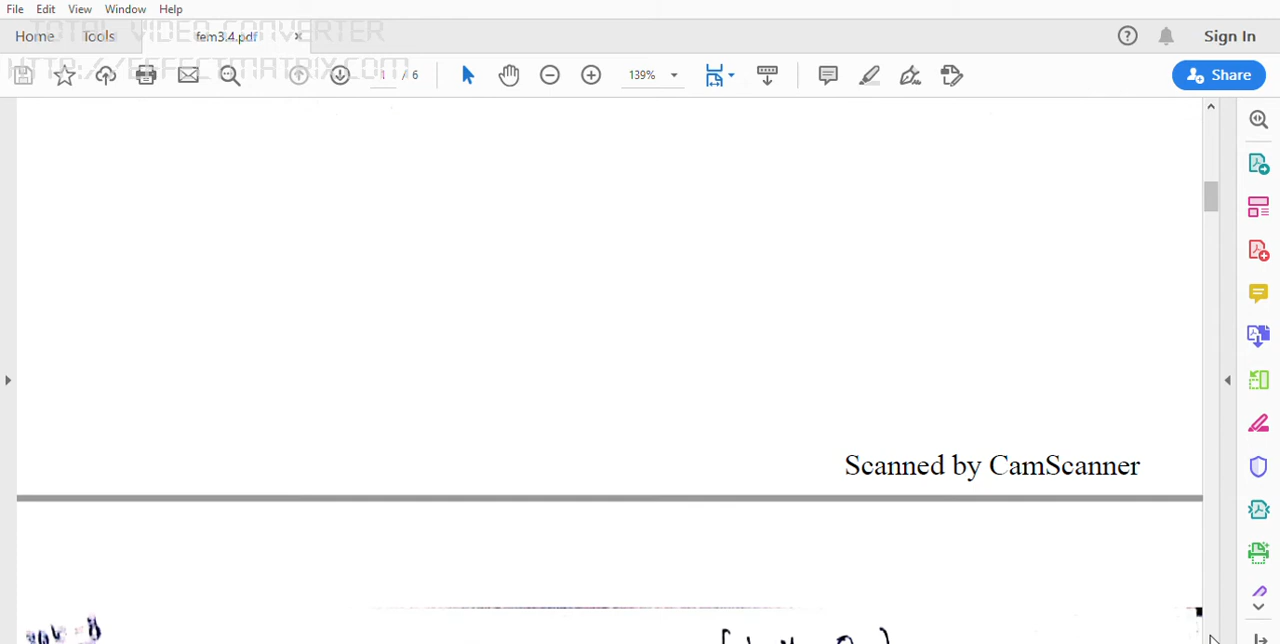 File Edit View Window Help
TOTAL VIDEO CONVERTER
Home Tools fem3.4.pdf × Sign In
HTTP://EFFECTMATRIX.COM
1 / 6 139% Share
Scanned by CamScanner